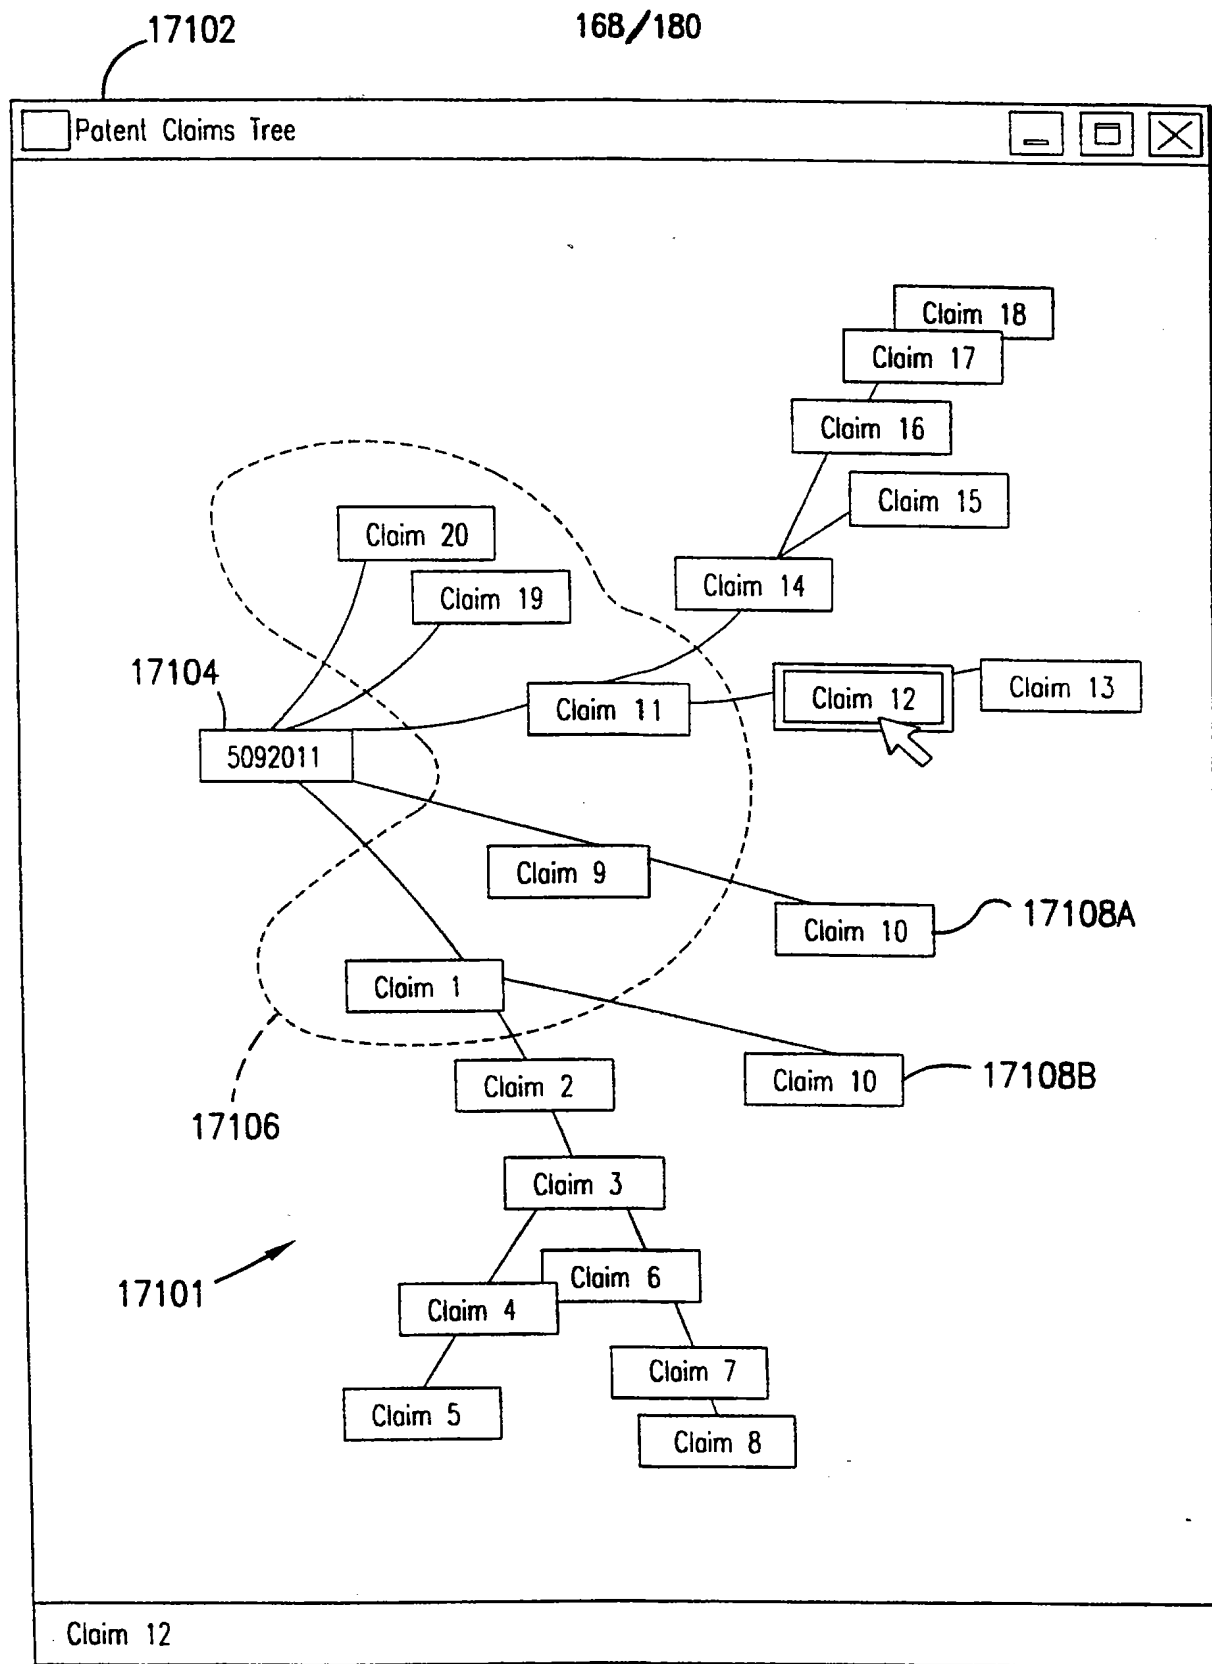 17102
168/180
Patent Claims Tree
Claim 18
Claim 17
Claim 16
Claim 15
Claim 20
Claim 14
Claim 19
17104
Claim 13
Claim 12
Claim 11
5092011
Claim 9
Claim 10
17108A
Claim 1
Claim 2
Claim 10
17108B
17106
Claim 3
Claim 6
17101
Claim 4
Claim 7
Claim 5
Claim 8
Claim 12